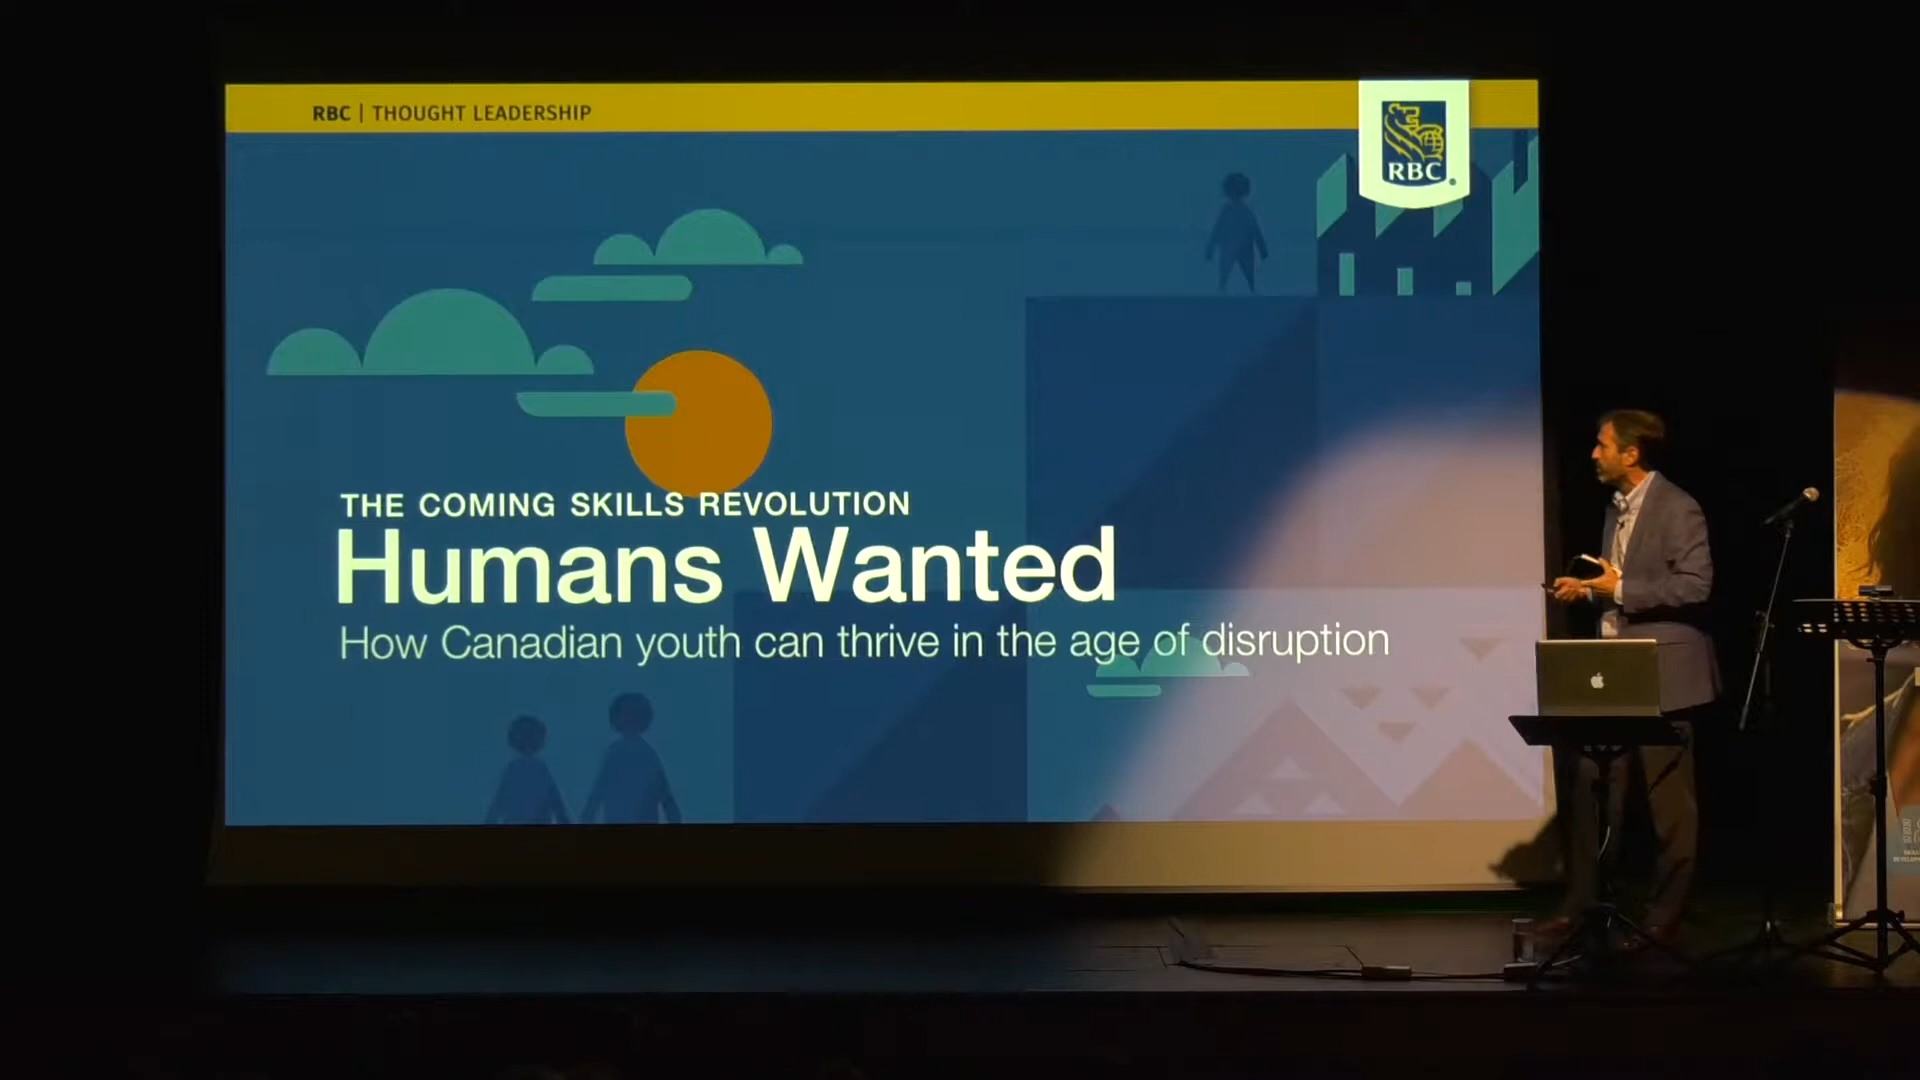 RBC | THOUGHT LEADERSHIP
RBC
THE COMING SKILLS REVOLUTION
Humans Wanted
How Canadian youth can thrive in the age of disruption